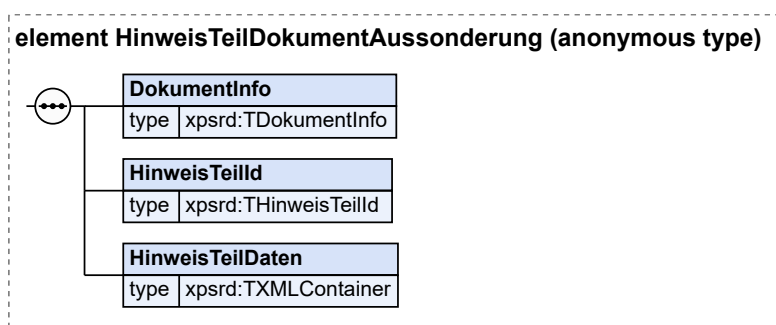 element HinweisTeilDokumentAussonderung (anonymous type)
DokumentInfo
type xpsrd:TDokumentInfo
HinweisTeilId
type xpsrd:THinweisTeilId
HinweisTeilDaten
type xpsrd:TXMLContainer